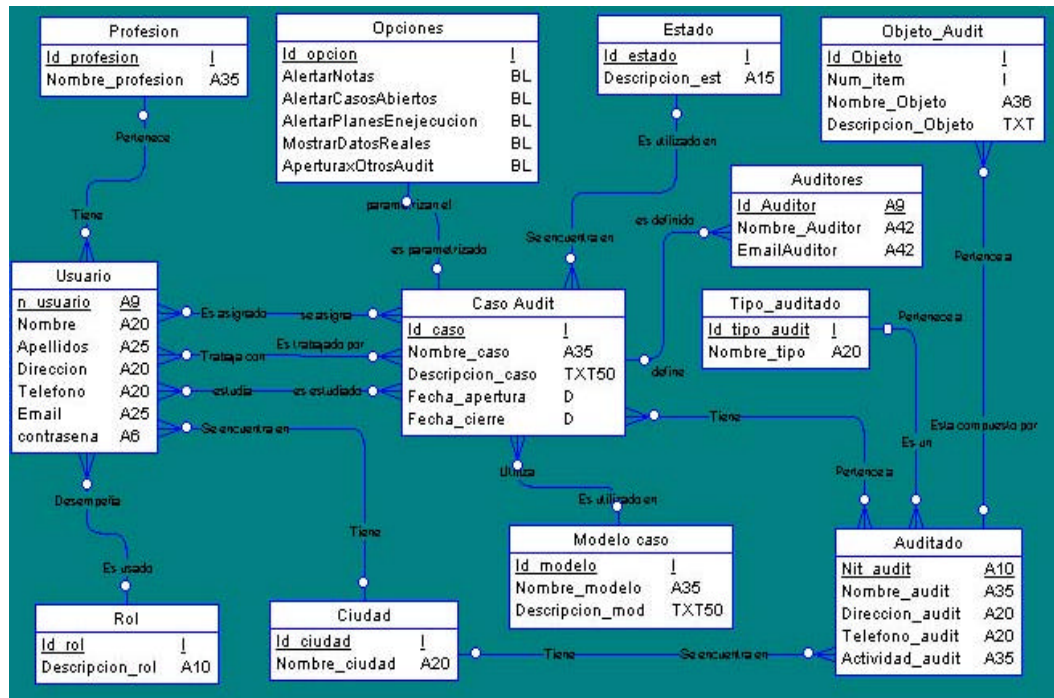 Profesion
Id_profesion I
Nombre_profesion A35
Opciones
Id_opcion I
AlertarNotas BL
AlertarCasosAbiertos BL
AlertarPlanesEnejecucion BL
MostrarDatosReales BL
AperturaxOtrosAudit BL
Estado
Id_estado I
Descripcion_est A15
Objeto_Audit
Id_Objeto I
Num_item I
Nombre_Objeto A36
Descripcion_Objeto TXT
Pertenece
Tiene
parametrizan el
es parametrizado
Es utilizado en
Se encuentra en
Auditores
Id_Auditor A9
Nombre_Auditor A42
EmailAuditor A42
es definido
define
Pertenece a
Esta compuesto por
Usuario
n_usuario A9
Nombre A20
Apellidos A25
Direccion A20
Telefono A20
Email A25
contrasena A6
Es asignado se asigna
Trabaja con Es trabajado por
estudia es estudiado
Se encuentra en
Tiene
Caso Audit
Id_caso I
Nombre_caso A35
Descripcion_caso TXT50
Fecha_apertura D
Fecha_cierre D
Tipo_auditado
Id_tipo_audit I
Nombre_tipo A20
Pertenece a
Es un
Tiene
Pertence a
Utiliza
Es utilizado en
Desempeña
Es usado
Modelo caso
Id_modelo I
Nombre_modelo A35
Descripcion_mod TXT50
Auditado
Nit_audit A10
Nombre_audit A35
Direccion_audit A20
Telefono_audit A20
Actividad_audit A35
Rol
Id_rol I
Descripcion_rol A10
Ciudad
Id_ciudad I
Nombre_ciudad A20
Tiene Se encuentra en